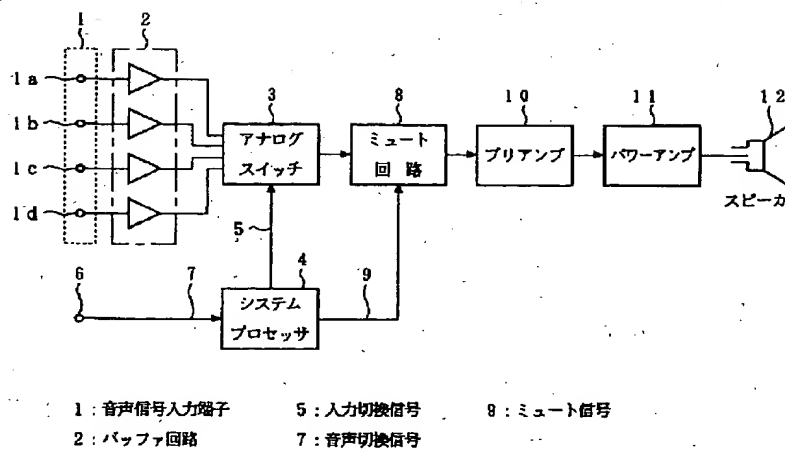 1
2
1a
1b
1c
1d
3
アナログ
スイッチ
8
ミュート
回路
10
プリアンプ
11
パワーアンプ
12
スピーカ
5
6
7
4
システム
プロセッサ
9
1：音声信号入力端子
5：入力切換信号
9：ミュート信号
2：バッファ回路
7：音声切換信号